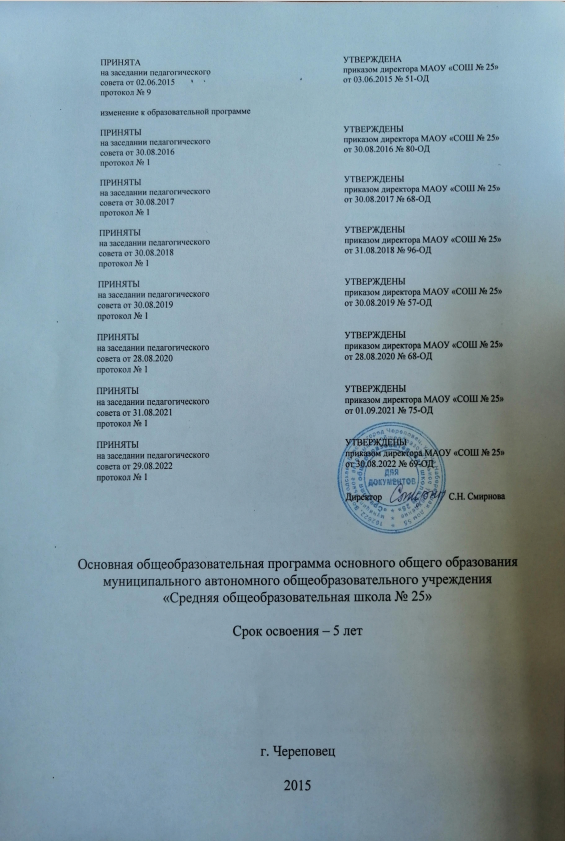 ПРИНЯТА
на заседании педагогического
совета от 02.06.2015
протокол № 9
УТВЕРЖДЕНА
приказом директора МАОУ «СОШ № 25»
от 03.06.2015 № 51-ОД
изменение к образовательной программе
ПРИНЯТЫ
на заседании педагогического
совета от 30.08.2016
протокол № 1
УТВЕРЖДЕНЫ
приказом директора МАОУ «СОШ № 25»
от 30.08.2016 № 80-ОД
ПРИНЯТЫ
на заседании педагогического
совета от 30.08.2017
протокол № 1
УТВЕРЖДЕНЫ
приказом директора МАОУ «СОШ № 25»
от 30.08.2017 № 68-ОД
ПРИНЯТЫ
на заседании педагогического
совета от 30.08.2018
протокол № 1
УТВЕРЖДЕНЫ
приказом директора МАОУ «СОШ № 25»
от 31.08.2018 № 96-ОД
ПРИНЯТЫ
на заседании педагогического
совета от 30.08.2019
протокол № 1
УТВЕРЖДЕНЫ
приказом директора МАОУ «СОШ № 25»
от 30.08.2019 № 57-ОД
ПРИНЯТЫ
на заседании педагогического
совета от 28.08.2020
протокол № 1
УТВЕРЖДЕНЫ
приказом директора МАОУ «СОШ № 25»
от 28.08.2020 № 68-ОД
ПРИНЯТЫ
на заседании педагогического
совета от 31.08.2021
протокол № 1
УТВЕРЖДЕНЫ
приказом директора МАОУ «СОШ № 25»
от 01.09.2021 № 75-ОД
ПРИНЯТЫ
на заседании педагогического
совета от 29.08.2022
протокол № 1
УТВЕРЖДЕНЫ
приказом директора МАОУ «СОШ № 25»
от 30.08.2022 № 69-ОД
ДЛЯ
ДОКУМЕНТОВ
Директор С.Н. Смирнова
Основная общеобразовательная программа основного общего образования
муниципального автономного общеобразовательного учреждения
«Средняя общеобразовательная школа № 25»
Срок освоения – 5 лет
г. Череповец
2015